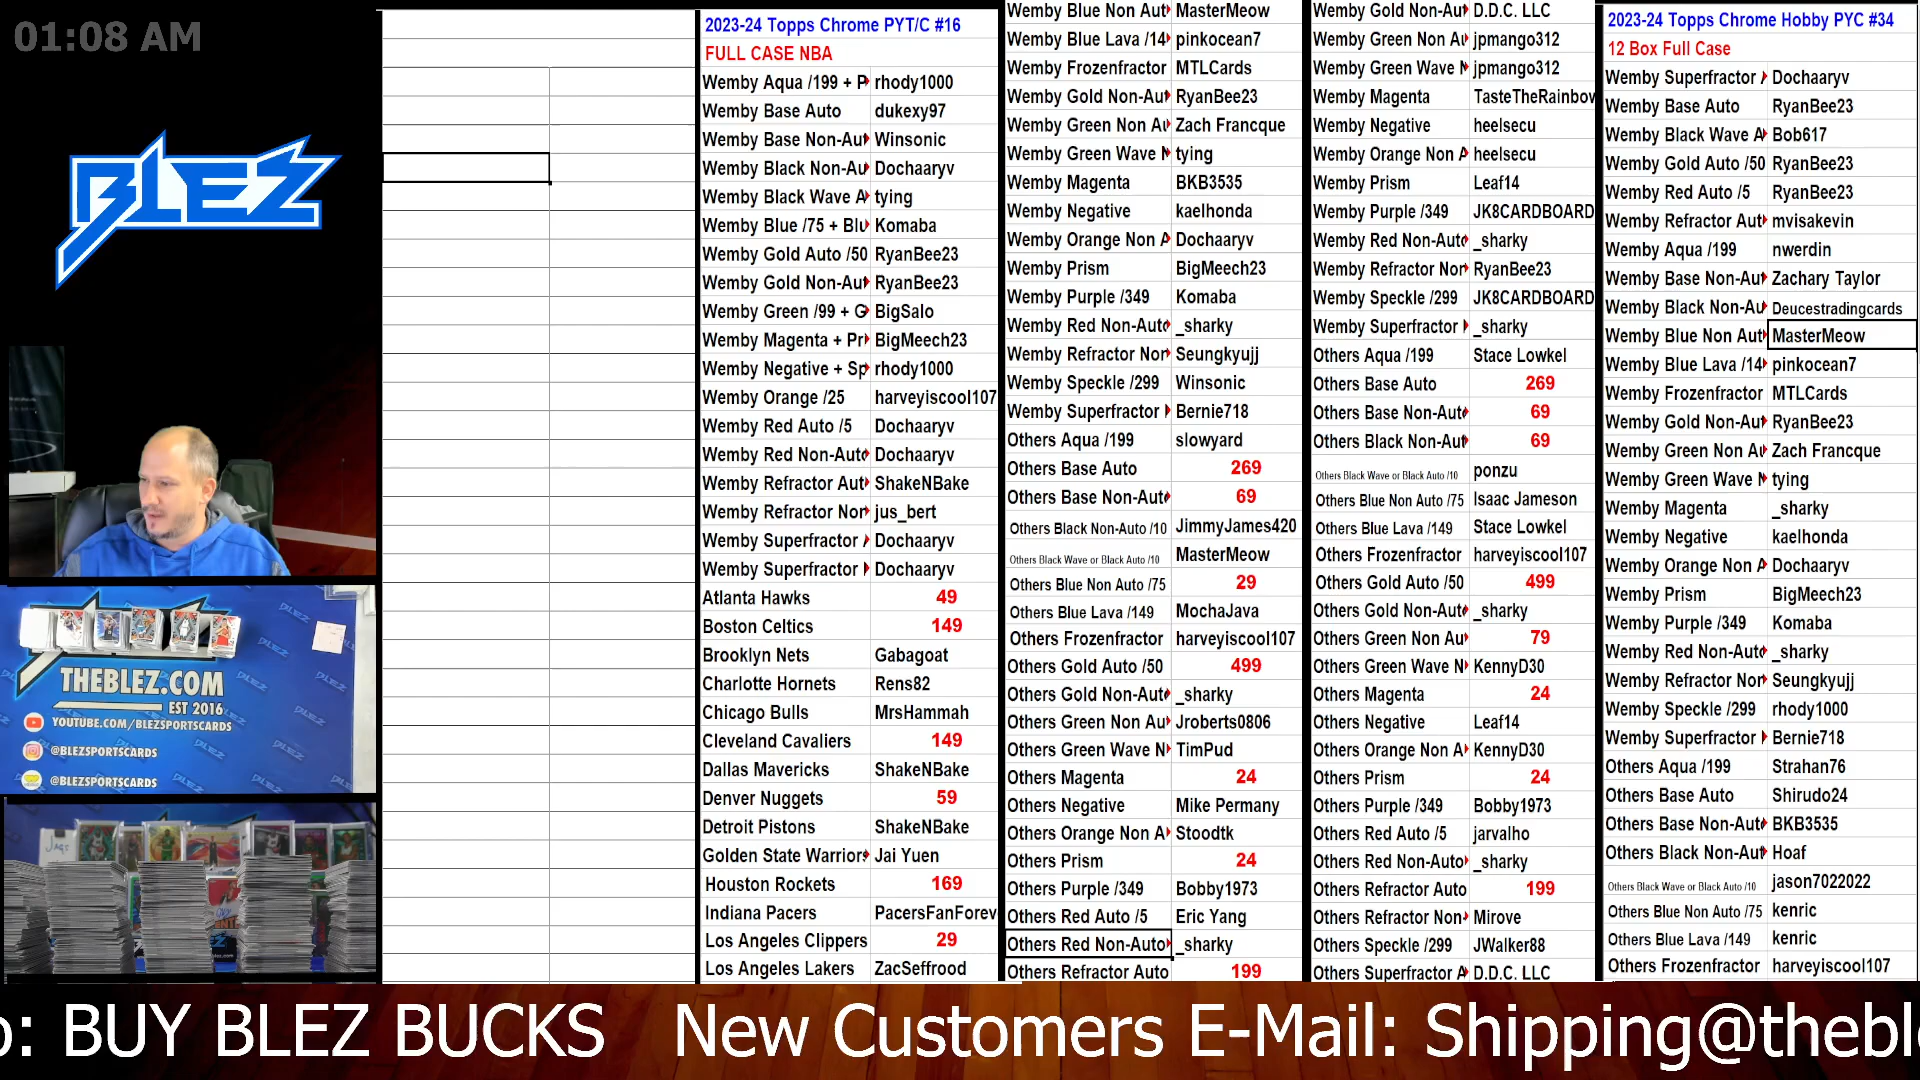 01:08 AM
BLEZ
THEBLEZ.COM
EST 2016
YOUTUBE.COM/BLEZSPORTSCARDS
@BLEZSPORTSCARDS
@BLEZSPORTSCARDS
2023-24 Topps Chrome PYT/C #16
FULL CASE NBA
Wemby Aqua /199 + P rhody1000
Wemby Base Auto dukexy97
Wemby Base Non-Aut Winsonic
Wemby Black Non-Au Dochaaryv
Wemby Black Wave A tying
Wemby Blue /75 + Blu Komaba
Wemby Gold Auto /50 RyanBee23
Wemby Gold Non-Aut RyanBee23
Wemby Green /99 + G BigSalo
Wemby Magenta + Pr BigMeech23
Wemby Negative + Sp rhody1000
Wemby Orange /25 harveyiscool107
Wemby Red Auto /5 Dochaaryv
Wemby Red Non-Auto Dochaaryv
Wemby Refractor Aut ShakeNBake
Wemby Refractor Nor jus_bert
Wemby Superfractor Dochaaryv
Wemby Superfractor Dochaaryv
Atlanta Hawks 49
Boston Celtics 149
Brooklyn Nets Gabagoat
Charlotte Hornets Rens82
Chicago Bulls MrsHammah
Cleveland Cavaliers 149
Dallas Mavericks ShakeNBake
Denver Nuggets 59
Detroit Pistons ShakeNBake
Golden State Warriors Jai Yuen
Houston Rockets 169
Indiana Pacers PacersFanForev
Los Angeles Clippers 29
Los Angeles Lakers ZacSeffrood
Wemby Blue Non Aut MasterMeow
Wemby Blue Lava /14 pinkocean7
Wemby Frozenfractor MTLCards
Wemby Gold Non-Aut RyanBee23
Wemby Green Non Au Zach Francque
Wemby Green Wave N tying
Wemby Magenta BKB3535
Wemby Negative kaelhonda
Wemby Orange Non A Dochaaryv
Wemby Prism BigMeech23
Wemby Purple /349 Komaba
Wemby Red Non-Auto _sharky
Wemby Refractor Nor Seungkyujj
Wemby Speckle /299 Winsonic
Wemby Superfractor Bernie718
Others Aqua /199 slowyard
Others Base Auto 269
Others Base Non-Auto 69
Others Black Non-Auto /10 JimmyJames420
Others Black Wave or Black Auto /10 MasterMeow
Others Blue Non Auto /75 29
Others Blue Lava /149 MochaJava
Others Frozenfractor harveyiscool107
Others Gold Auto /50 499
Others Gold Non-Auto _sharky
Others Green Non Au Jroberts0806
Others Green Wave N TimPud
Others Magenta 24
Others Negative Mike Permany
Others Orange Non A Stoodtk
Others Prism 24
Others Purple /349 Bobby1973
Others Red Auto /5 Eric Yang
Others Red Non-Auto _sharky
Others Refractor Auto 199
Wemby Gold Non-Au D.D.C. LLC
Wemby Green Non Au jpmango312
Wemby Green Wave N jpmango312
Wemby Magenta TasteTheRainbow
Wemby Negative heelsecu
Wemby Orange Non A heelsecu
Wemby Prism Leaf14
Wemby Purple /349 JK8CARDBOARD
Wemby Red Non-Auto _sharky
Wemby Refractor Nor RyanBee23
Wemby Speckle /299 JK8CARDBOARD
Wemby Superfractor _sharky
Others Aqua /199 Stace Lowkel
Others Base Auto 269
Others Base Non-Auto 69
Others Black Non-Aut 69
Others Black Wave or Black Auto /10 ponzu
Others Blue Non Auto /75 Isaac Jameson
Others Blue Lava /149 Stace Lowkel
Others Frozenfractor harveyiscool107
Others Gold Auto /50 499
Others Gold Non-Auto _sharky
Others Green Non Au 79
Others Green Wave N KennyD30
Others Magenta 24
Others Negative Leaf14
Others Orange Non A KennyD30
Others Prism 24
Others Purple /349 Bobby1973
Others Red Auto /5 jarvalho
Others Red Non-Auto _sharky
Others Refractor Auto 199
Others Refractor Non- Mirove
Others Speckle /299 JWalker88
Others Superfractor A D.D.C. LLC
2023-24 Topps Chrome Hobby PYC #34
12 Box Full Case
Wemby Superfractor Dochaaryv
Wemby Base Auto RyanBee23
Wemby Black Wave A Bob617
Wemby Gold Auto /50 RyanBee23
Wemby Red Auto /5 RyanBee23
Wemby Refractor Aut mvisakevin
Wemby Aqua /199 nwerdin
Wemby Base Non-Aut Zachary Taylor
Wemby Black Non-Au Deucestradingcards
Wemby Blue Non Aut MasterMeow
Wemby Blue Lava /14 pinkocean7
Wemby Frozenfractor MTLCards
Wemby Gold Non-Aut RyanBee23
Wemby Green Non Au Zach Francque
Wemby Green Wave N tying
Wemby Magenta _sharky
Wemby Negative kaelhonda
Wemby Orange Non A Dochaaryv
Wemby Prism BigMeech23
Wemby Purple /349 Komaba
Wemby Red Non-Auto _sharky
Wemby Refractor Nor Seungkyujj
Wemby Speckle /299 rhody1000
Wemby Superfractor Bernie718
Others Aqua /199 Strahan76
Others Base Auto Shirudo24
Others Base Non-Auto BKB3535
Others Black Non-Aut Hoaf
Others Black Wave or Black Auto /10 jason7022022
Others Blue Non Auto /75 kenric
Others Blue Lava /149 kenric
Others Frozenfractor harveyiscool107
o: BUY BLEZ BUCKS New Customers E-Mail: Shipping@theble